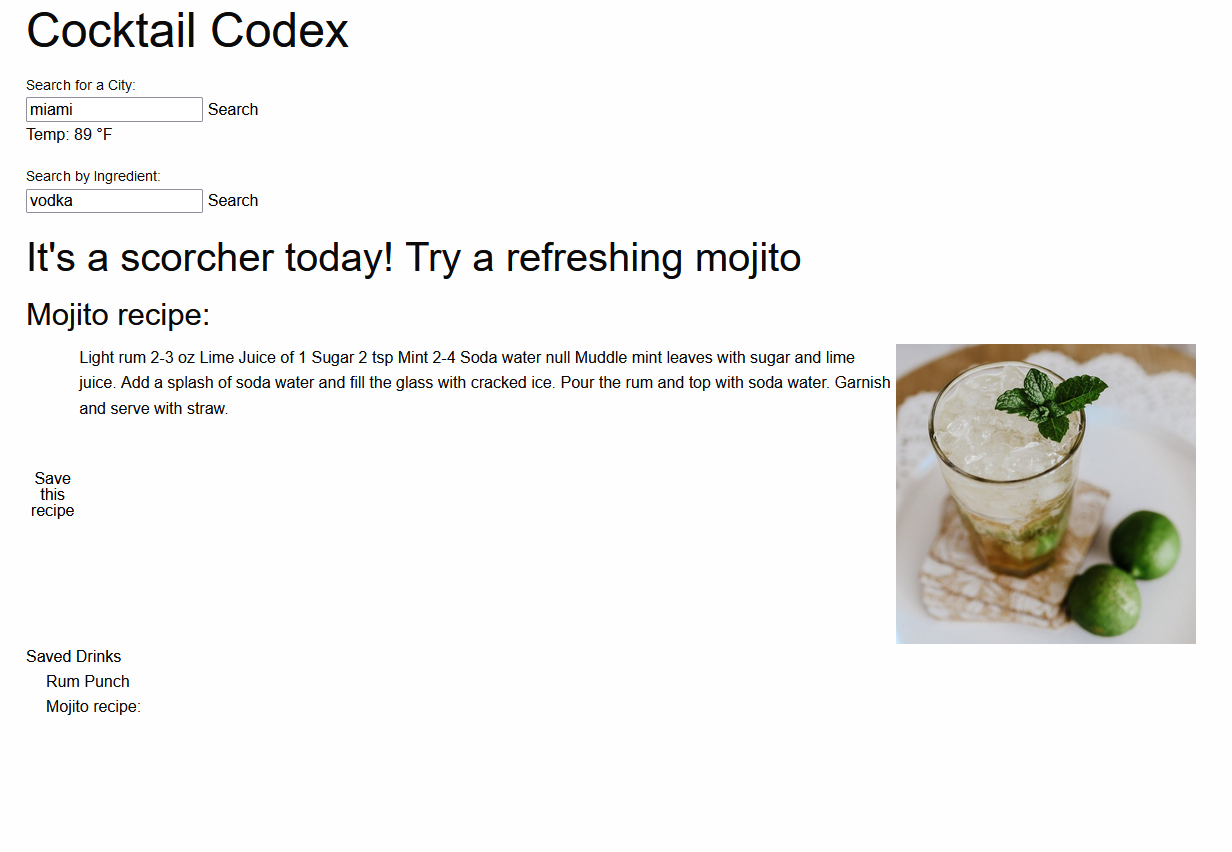 Cocktail Codex
Search for a City:
miami Search
Temp: 89 °F
Search by Ingredient:
vodka Search
It's a scorcher today! Try a refreshing mojito
Mojito recipe:
Light rum 2-3 oz Lime Juice of 1 Sugar 2 tsp Mint 2-4 Soda water null Muddle mint leaves with sugar and lime
juice. Add a splash of soda water and fill the glass with cracked ice. Pour the rum and top with soda water. Garnish
and serve with straw.
Save
this
recipe
Saved Drinks
Rum Punch
Mojito recipe: